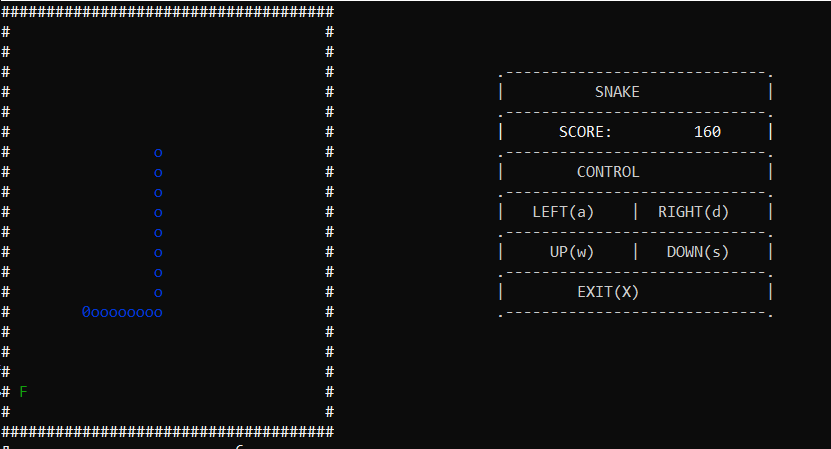 #####################################
#                                   #
#                                   #
#                                   #    .-----------------------------.
#                                   #    |          SNAKE              |
#                                   #    .-----------------------------.
#                                   #    |      SCORE:         160     |
#                o                  #    .-----------------------------.
#                o                  #    |        CONTROL              |
#                o                  #    .-----------------------------.
#                o                  #    |   LEFT(a)    |  RIGHT(d)    |
#                o                  #    .-----------------------------.
#                o                  #    |     UP(w)    |   DOWN(s)    |
#                o                  #    .-----------------------------.
#                o                  #    |        EXIT(X)              |
#        0oooooooo                  #    .-----------------------------.
#                                   #
#                                   #
#                                   #
# F                                 #
#                                   #
#####################################